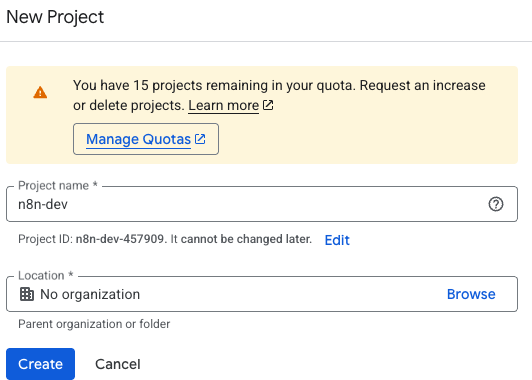 New Project
You have 15 projects remaining in your quota. Request an increase
or delete projects. Learn more
Manage Quotas
Project name *
n8n-dev
Project ID: n8n-dev-457909. It cannot be changed later. Edit
Location *
No organization Browse
Parent organization or folder
Create Cancel